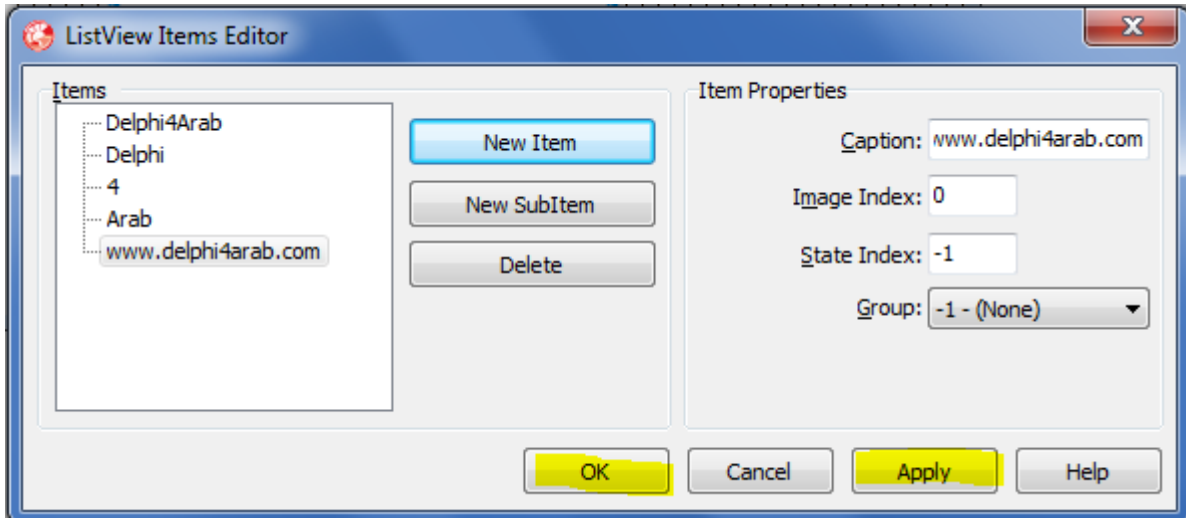 ListView Items Editor
Items
Delphi4Arab
Delphi
4
Arab
www.delphi4arab.com
New Item
New SubItem
Delete
Item Properties
Caption: www.delphi4arab.com
Image Index: 0
State Index: -1
Group: -1 - (None)
OK
Cancel
Apply
Help